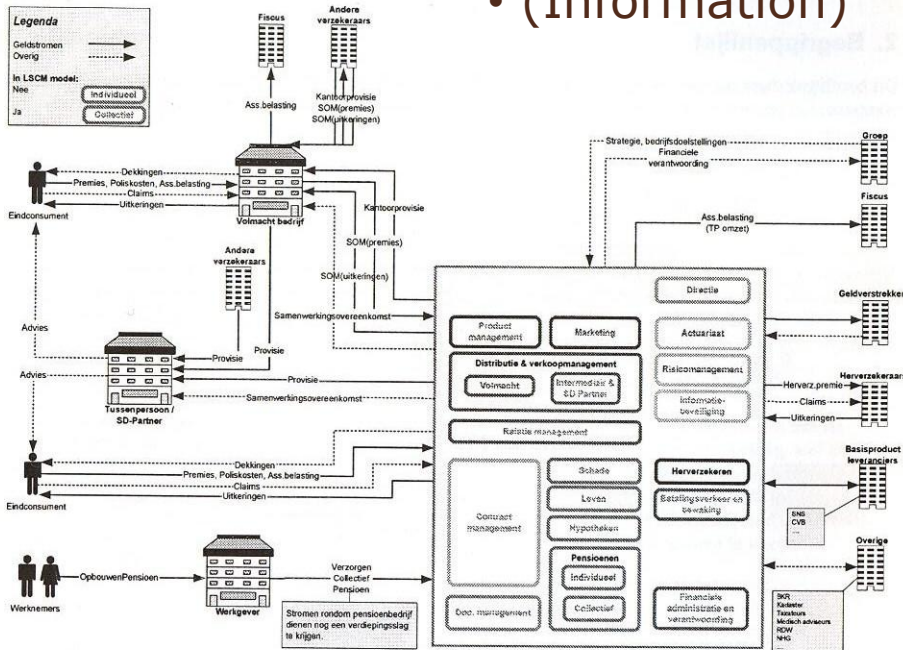 • (Information)
Legenda
Geldstromen
Overig
In LSCM model:
Nee
Individueel
Ja
Collectief
Fiscus
Andere
verzekeraars
Ass.belasting
Kantoorprovisie
SOM(premies)
SOM(uitkeringen)
Dekkingen
Premies, Poliskosten, Ass.belasting
Claims
Uitkeringen
Eindconsument
Volmacht bedrijf
Kantoorprovisie
SOM(premies)
SOM(uitkeringen)
Samenwerkingsovereenkomst
Andere
verzekeraars
Advies
Advies
Provisie
Provisie
Provisie
Samenwerkingsovereenkomst
Tussenpersoon /
SD-Partner
Dekkingen
Premies, Poliskosten, Ass.belasting
Claims
Uitkeringen
Eindconsument
Werknemers
OpbouwenPensioen
Werkgever
Verzorgen
Collectief
Pensioen
Stromen rondom pensioenbedrijf
dienen nog een verdiepingsslag
te krijgen.
Strategie, bedrijfsdoelstellingen
Financiele
verantwoording
Groep
Fiscus
Ass.belasting
(TP omzet)
Directie
Product
management
Marketing
Actuariaat
Distributie & verkoopmanagement
Volmacht
Intermediair &
SD Partner
Risicomanagement
Informatie-
beveiliging
Relatie management
Contract
management
Schade
Leven
Hypotheken
Pensioenen
Individueel
Collectief
Herverzekeren
Betalingsverkeer en
bewaking
Doc. management
Financiele
administratie en
verantwoording
Geldverstrekker
Herverzekeraars
Herverz.premie
Claims
Uitkeringen
Basisproduct
leveranciers
SNS
CVB
Overige
BKR
Kadaster
Taxateurs
Medisch adviseurs
RDW
NHG